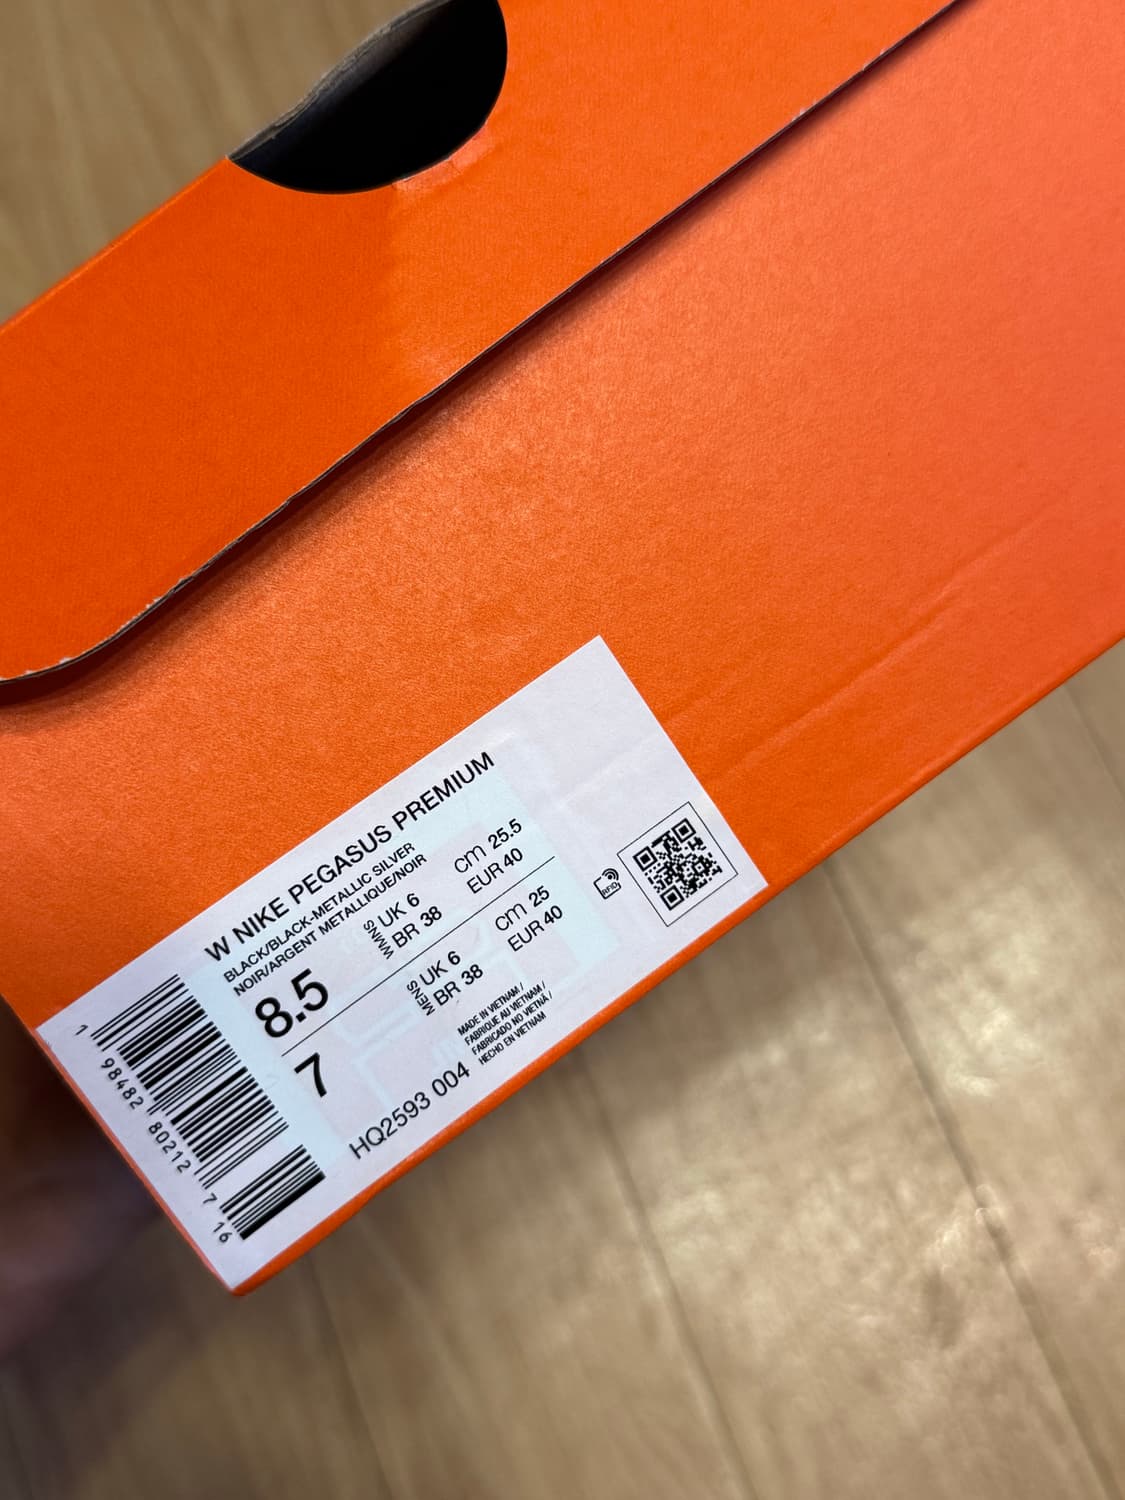 W NIKE PEGASUS PREMIUM
BLACK/BLACK-METALLIC SILVER
NOIR/ARGENT METALLIQUE/NOIR
8.5
WMNS
UK 6
BR 38
cm 25.5
EUR 40
7
MENS
UK 6
BR 38
cm 25
EUR 40
HQ2593 004
MADE IN VIETNAM /
FABRIQUE AU VIETNAM /
FABRICADO NO VIETNÃ /
HECHO EN VIETNAM
RFID
1 98482 80212 7 16